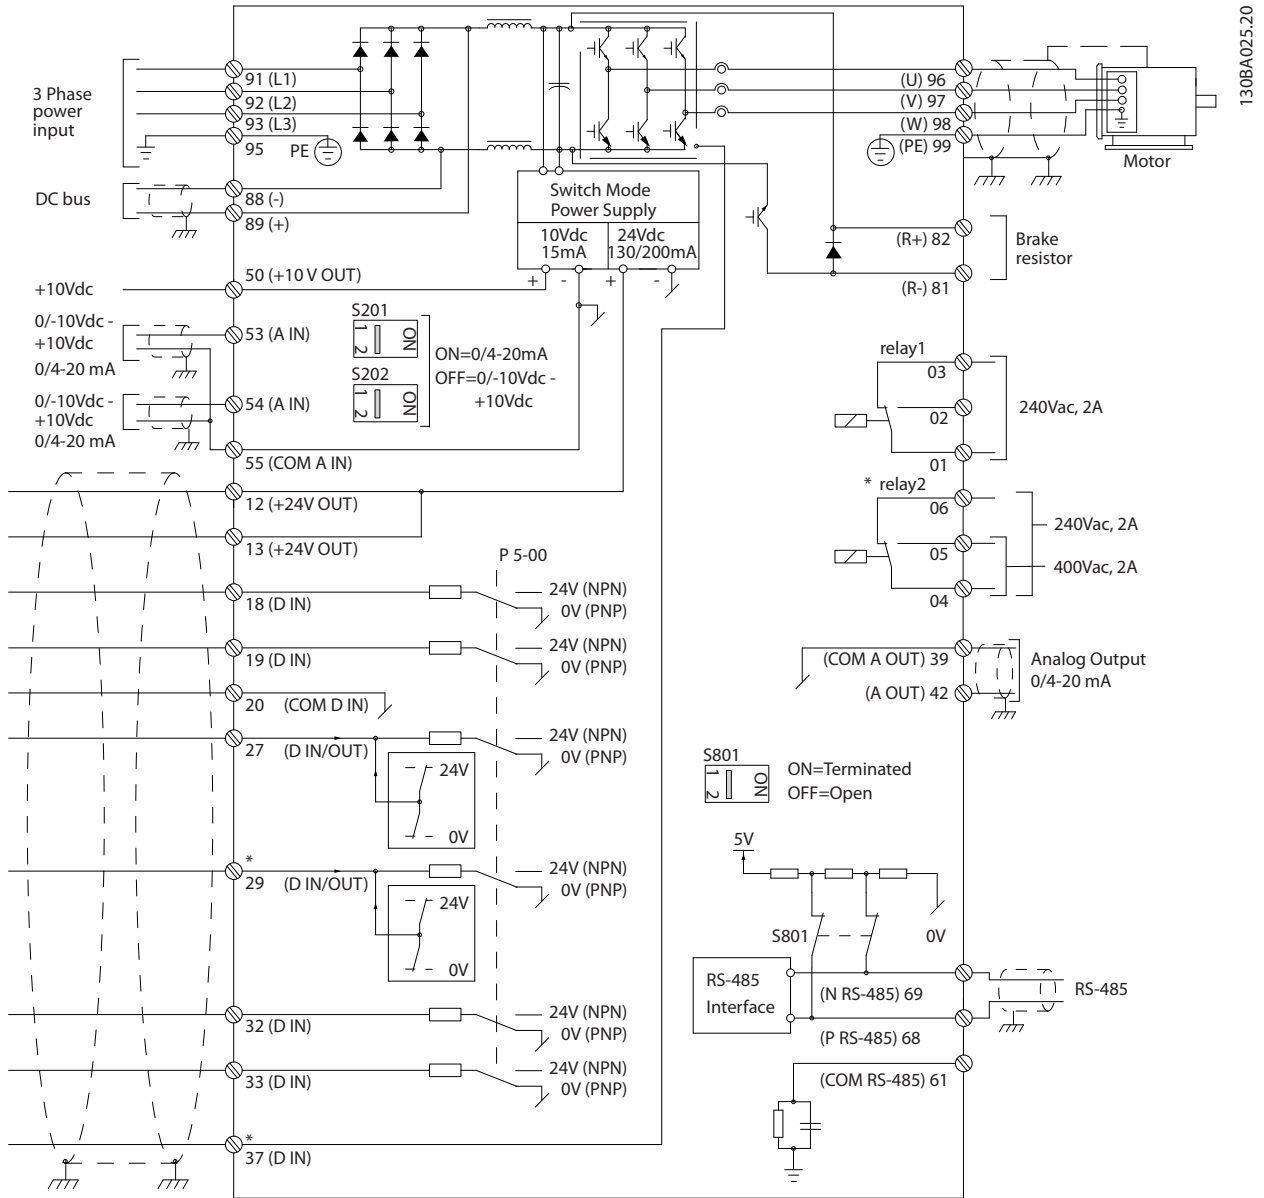 130BA025.20
3 Phase
power
input
91 (L1)
92 (L2)
93 (L3)
95
PE
(U) 96
(V) 97
(W) 98
(PE) 99
Motor
DC bus
88 (-)
89 (+)
Switch Mode
Power Supply
10Vdc
15mA
24Vdc
130/200mA
+ - + -
(R+) 82
(R-) 81
Brake
resistor
+10Vdc
50 (+10 V OUT)
0/-10Vdc -
+10Vdc
0/4-20 mA
53 (A IN)
S201
1 2
ON
S202
1 2
ON
ON=0/4-20mA
OFF=0/-10Vdc -
+10Vdc
0/-10Vdc -
+10Vdc
0/4-20 mA
54 (A IN)
55 (COM A IN)
12 (+24V OUT)
13 (+24V OUT)
relay1
03
02
01
240Vac, 2A
* relay2
06
05
04
240Vac, 2A
400Vac, 2A
P 5-00
18 (D IN)
24V (NPN)
0V (PNP)
19 (D IN)
24V (NPN)
0V (PNP)
20 (COM D IN)
27 (D IN/OUT)
24V (NPN)
0V (PNP)
24V
0V
*
29 (D IN/OUT)
24V (NPN)
0V (PNP)
24V
0V
32 (D IN)
24V (NPN)
0V (PNP)
33 (D IN)
24V (NPN)
0V (PNP)
*
37 (D IN)
(COM A OUT) 39
(A OUT) 42
Analog Output
0/4-20 mA
S801
1 2
ON
ON=Terminated
OFF=Open
5V
S801
0V
RS-485
Interface
(N RS-485) 69
(P RS-485) 68
(COM RS-485) 61
RS-485